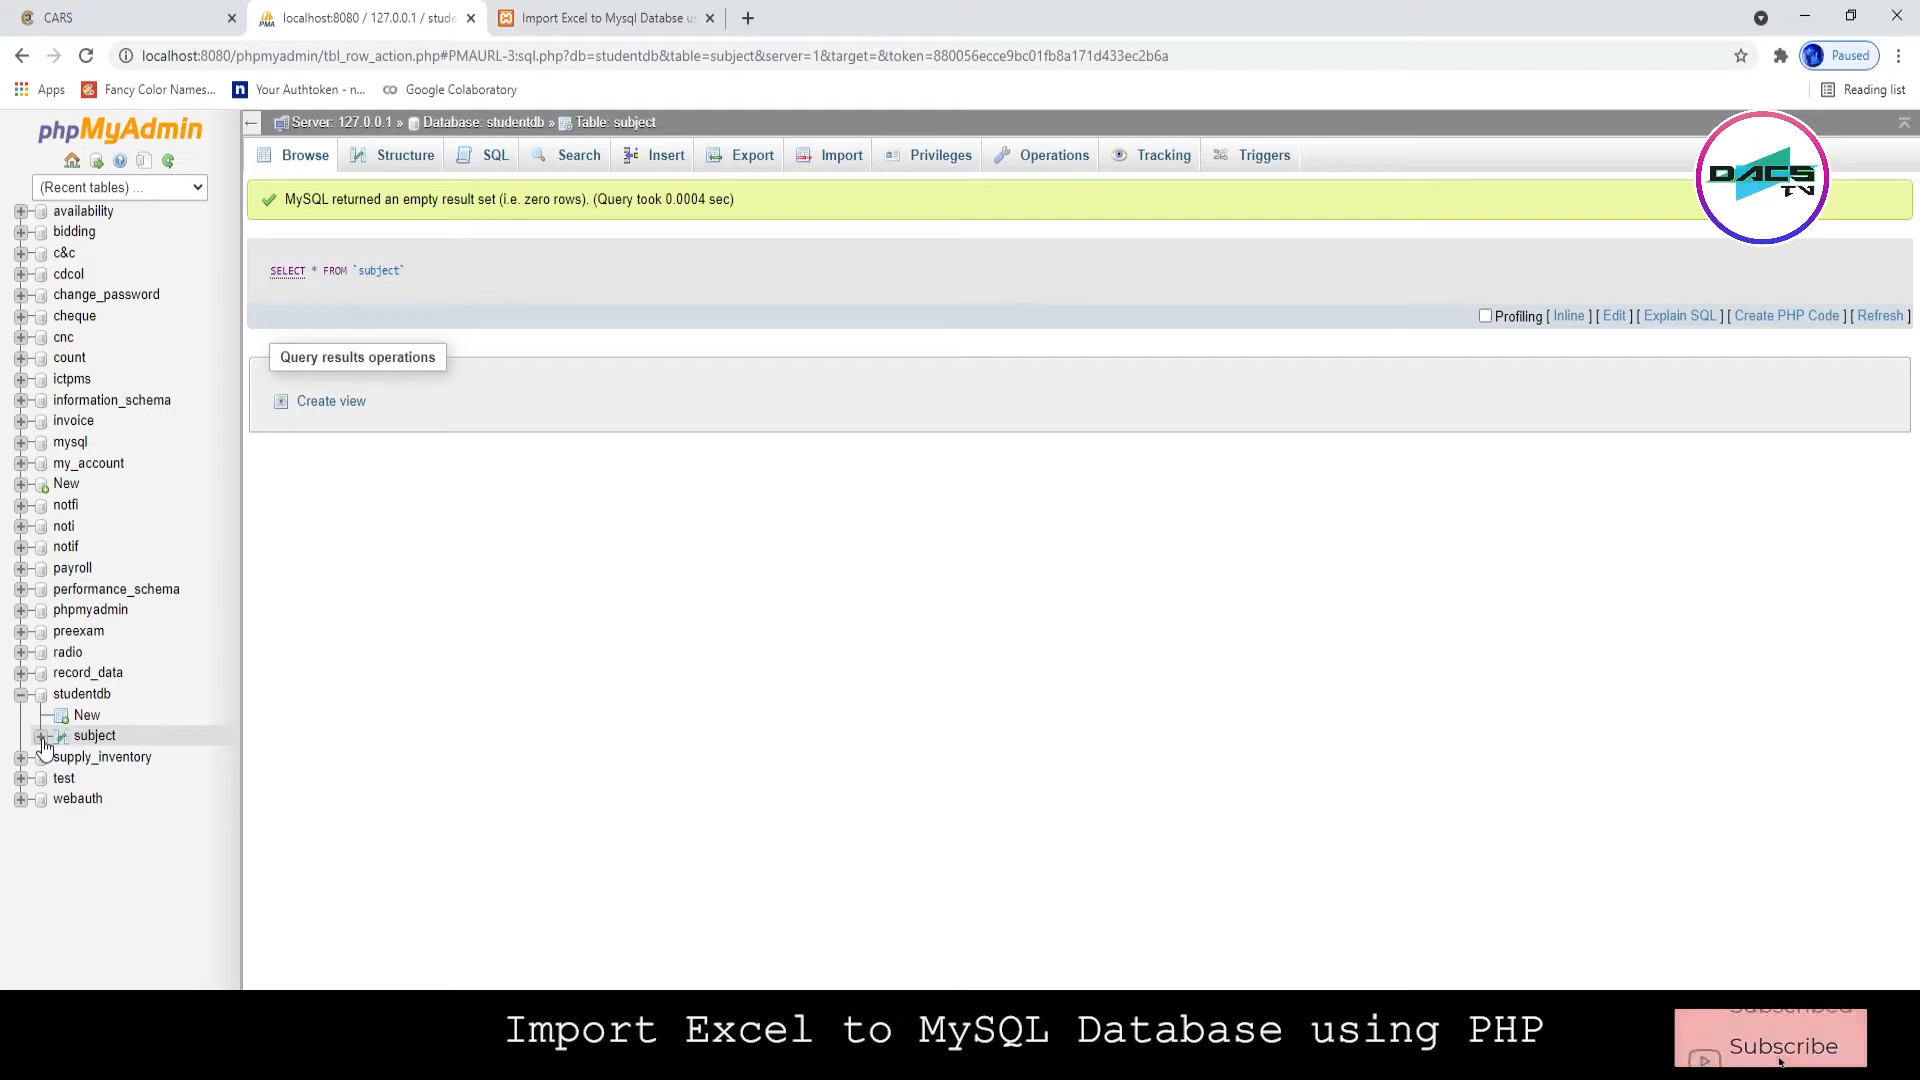 CARS
localhost:8080 / 127.0.0.1 / stude
Import Excel to Mysql Databse u
localhost:8080/phpmyadmin/tbl_row_action.php#PMAURL-3:sql.php?db=studentdb&table=subject&server=1&target=&token=880056ecce9bc01fb8a171d433ec2b6a
Paused
Apps
Fancy Color Names...
Your Authtoken - n...
Google Colaboratory
Reading list
phpMyAdmin
(Recent tables) ...
availability
bidding
c&c
cdcol
change_password
cheque
cnc
count
ictpms
information_schema
invoice
mysql
my_account
New
notfi
noti
notif
payroll
performance_schema
phpmyadmin
preexam
radio
record_data
studentdb
New
subject
supply_inventory
test
webauth
Server: 127.0.0.1 » Database: studentdb » Table: subject
Browse Structure SQL Search Insert Export Import Privileges Operations Tracking Triggers
DACS
TV
MySQL returned an empty result set (i.e. zero rows). (Query took 0.0004 sec)
SELECT * FROM `subject`
Profiling [ Inline ] [ Edit ] [ Explain SQL ] [ Create PHP Code ] [ Refresh ]
Query results operations
Create view
Import Excel to MySQL Database using PHP
Subscribed
Subscribe